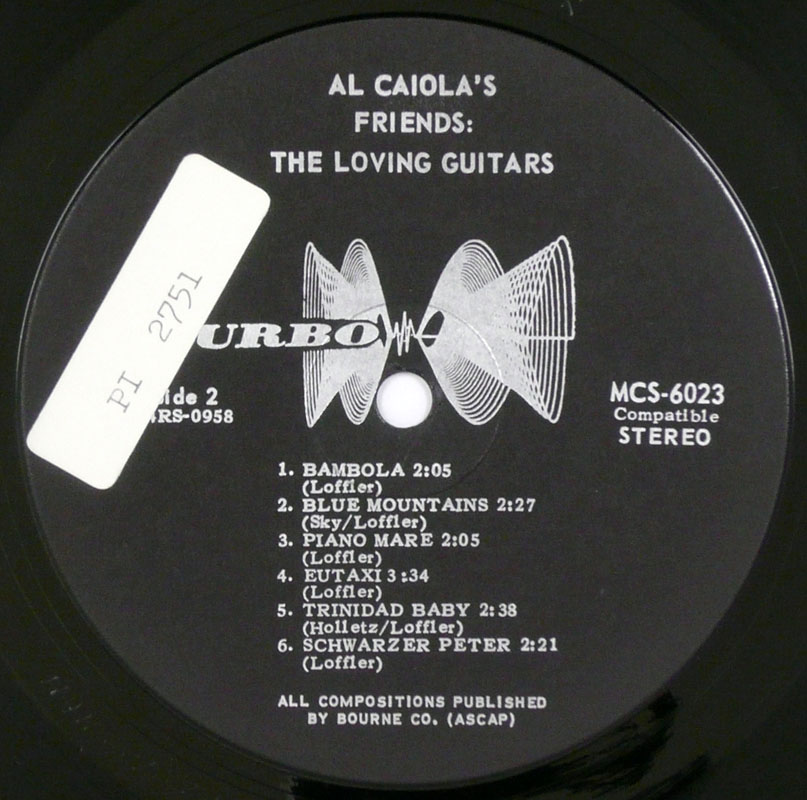 AL CAIOLA'S
FRIENDS:
THE LOVING GUITARS
PI 2751
URBO
ide 2
RS-0958
MCS-6023
Compatible
STEREO
1. BAMBOLA 2:05
(Loffler)
2. BLUE MOUNTAINS 2:27
(Sky/Loffler)
3. PIANO MARE 2:05
(Loffler)
4. EUTAXI 3:34
(Loffler)
5. TRINIDAD BABY 2:38
(Holletz/Loffler)
6. SCHWARZER PETER 2:21
(Loffler)
ALL COMPOSITIONS PUBLISHED
BY BOURNE CO. (ASCAP)